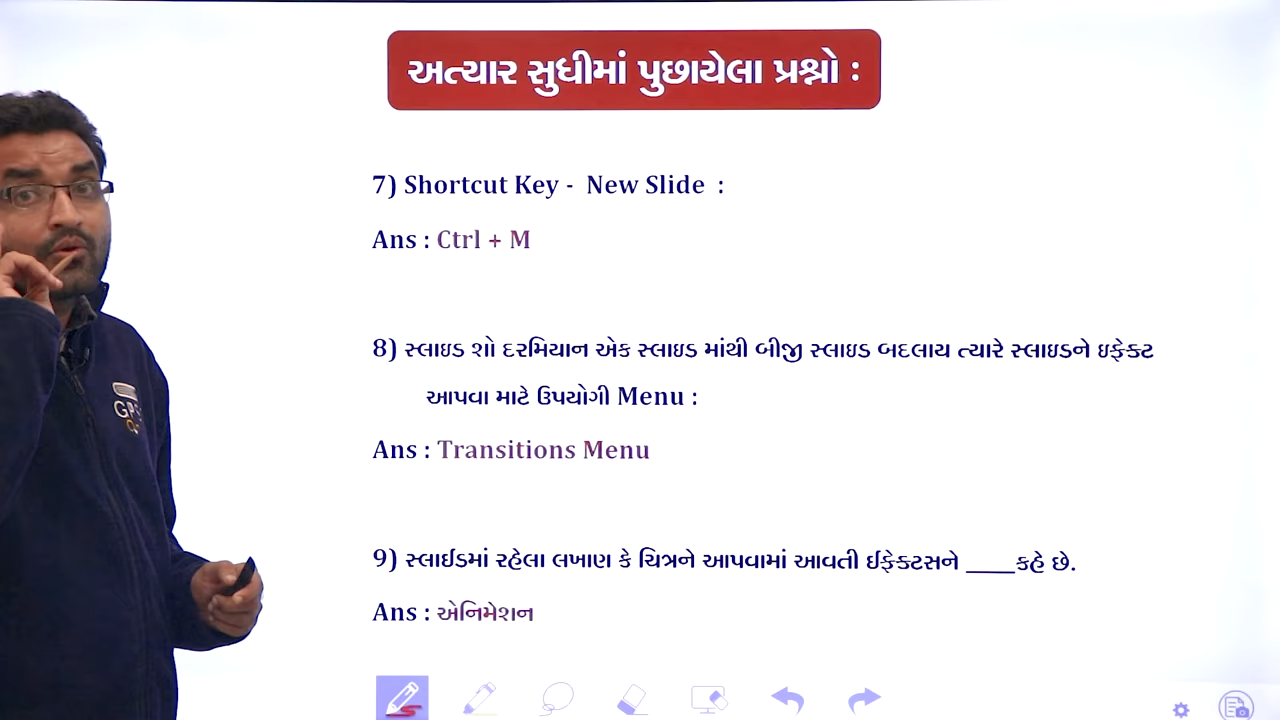 અત્યાર સુધીમાં પુછાયેલા પ્રશ્નો :
7) Shortcut Key - New Slide :
Ans : Ctrl + M
8) સ્લાઇડ શો દરમિયાન એક સ્લાઇડ માંથી બીજી સ્લાઇડ બદલાય ત્યારે સ્લાઇડને ઇફેક્ટ
આપવા માટે ઉપયોગી Menu :
Ans : Transitions Menu
9) સ્લાઈડમાં રહેલા લખાણ કે ચિત્રને આપવામાં આવતી ઈફેક્ટસને ____કહે છે.
Ans : એનિમેશન